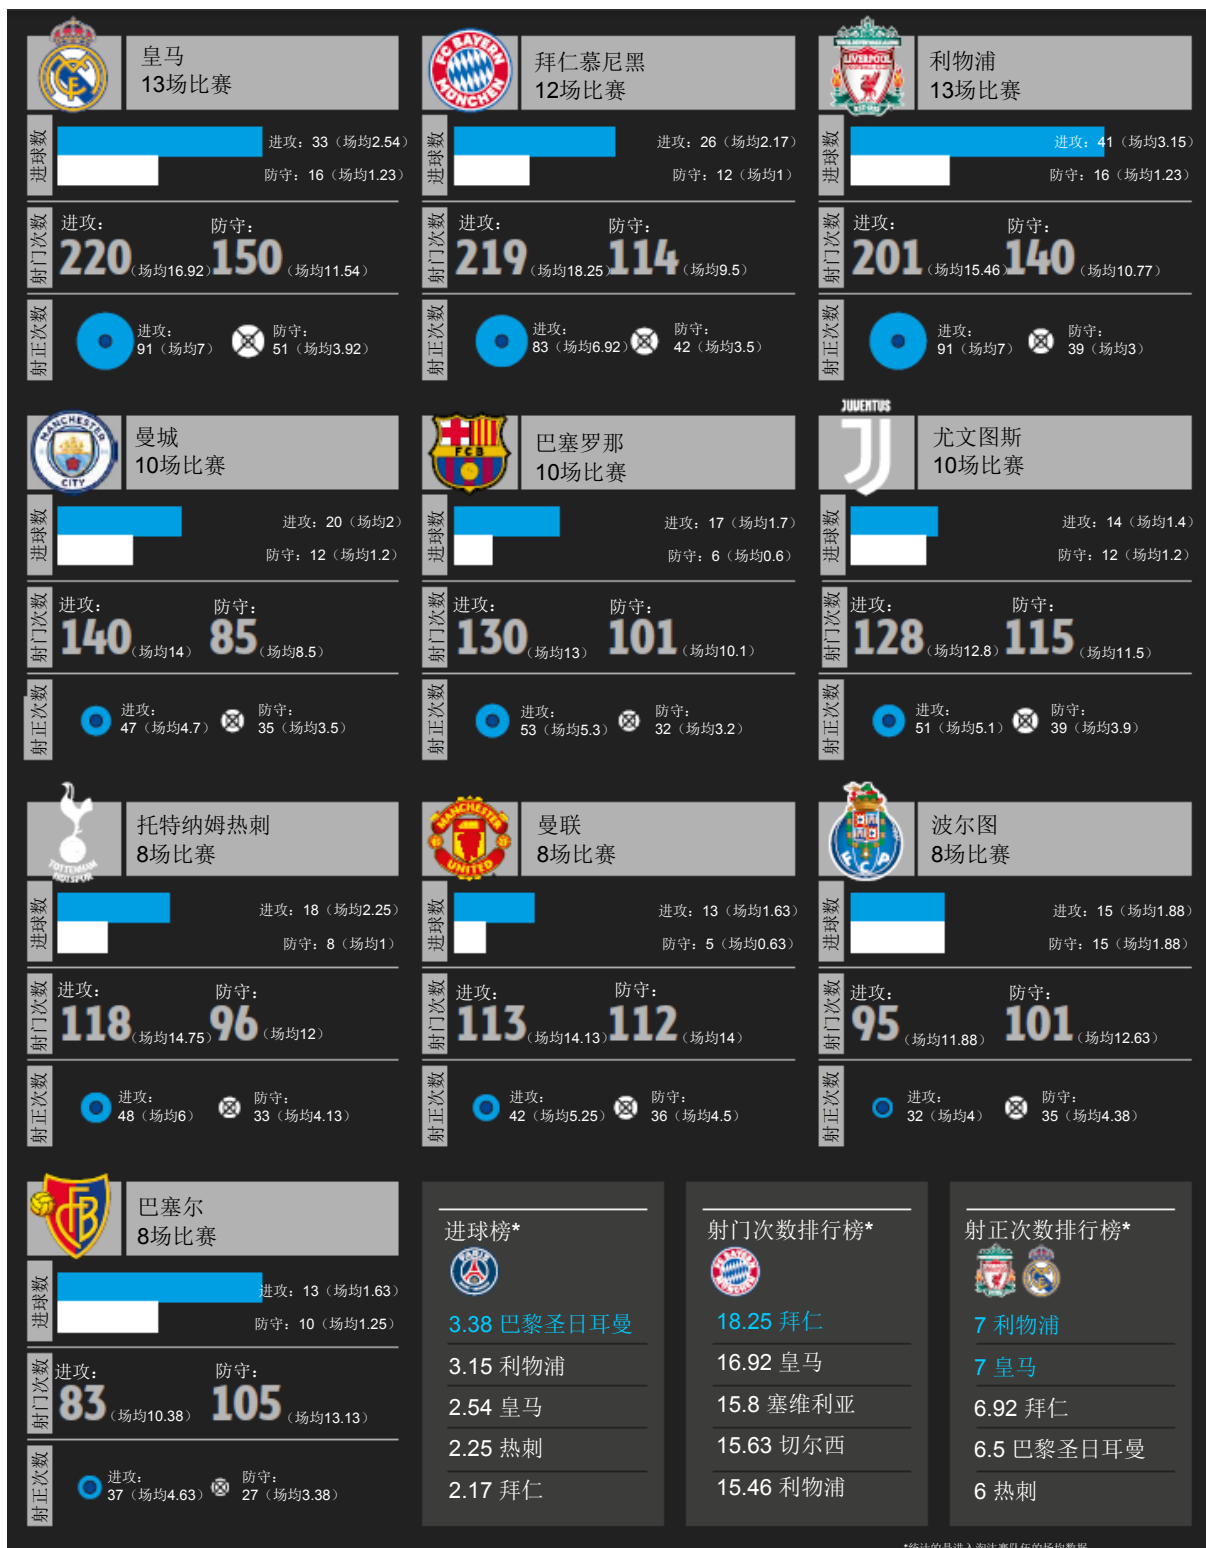 皇马
13场比赛
进球数
进攻：33（场均2.54）
防守：16（场均1.23）
射门次数
进攻：
220（场均16.92）
防守：
150（场均11.54）
射正次数
进攻：
91（场均7）
防守：
51（场均3.92）
FC BAYERN
MÜNCHEN
拜仁慕尼黑
12场比赛
进球数
进攻：26（场均2.17）
防守：12（场均1）
射门次数
进攻：
219（场均18.25）
防守：
114（场均9.5）
射正次数
进攻：
83（场均6.92）
防守：
42（场均3.5）
LIVERPOOL
利物浦
13场比赛
进球数
进攻：41（场均3.15）
防守：16（场均1.23）
射门次数
进攻：
201（场均15.46）
防守：
140（场均10.77）
射正次数
进攻：
91（场均7）
防守：
39（场均3）
MANCHESTER
CITY
曼城
10场比赛
进球数
进攻：20（场均2）
防守：12（场均1.2）
射门次数
进攻：
140（场均14）
防守：
85（场均8.5）
射正次数
进攻：
47（场均4.7）
防守：
35（场均3.5）
FCB
巴塞罗那
10场比赛
进球数
进攻：17（场均1.7）
防守：6（场均0.6）
射门次数
进攻：
130（场均13）
防守：
101（场均10.1）
射正次数
进攻：
53（场均5.3）
防守：
32（场均3.2）
JUVENTUS
尤文图斯
10场比赛
进球数
进攻：14（场均1.4）
防守：12（场均1.2）
射门次数
进攻：
128（场均12.8）
防守：
115（场均11.5）
射正次数
进攻：
51（场均5.1）
防守：
39（场均3.9）
TOTTENHAM
HOTSPUR
托特纳姆热刺
8场比赛
进球数
进攻：18（场均2.25）
防守：8（场均1）
射门次数
进攻：
118（场均14.75）
防守：
96（场均12）
射正次数
进攻：
48（场均6）
防守：
33（场均4.13）
MANCHESTER
UNITED
曼联
8场比赛
进球数
进攻：13（场均1.63）
防守：5（场均0.63）
射门次数
进攻：
113（场均14.13）
防守：
112（场均14）
射正次数
进攻：
42（场均5.25）
防守：
36（场均4.5）
FCP
波尔图
8场比赛
进球数
进攻：15（场均1.88）
防守：15（场均1.88）
射门次数
进攻：
95（场均11.88）
防守：
101（场均12.63）
射正次数
进攻：
32（场均4）
防守：
35（场均4.38）
FCB
巴塞尔
8场比赛
进球数
进攻：13（场均1.63）
防守：10（场均1.25）
射门次数
进攻：
83（场均10.38）
防守：
105（场均13.13）
射正次数
进攻：
37（场均4.63）
防守：
27（场均3.38）
进球榜*
PARIS
3.38 巴黎圣日耳曼
3.15 利物浦
2.54 皇马
2.25 热刺
2.17 拜仁
射门次数排行榜*
18.25 拜仁
16.92 皇马
15.8 塞维利亚
15.63 切尔西
15.46 利物浦
射正次数排行榜*
7 利物浦
7 皇马
6.92 拜仁
6.5 巴黎圣日耳曼
6 热刺
*统计的是进入淘汰赛队伍的场均数据